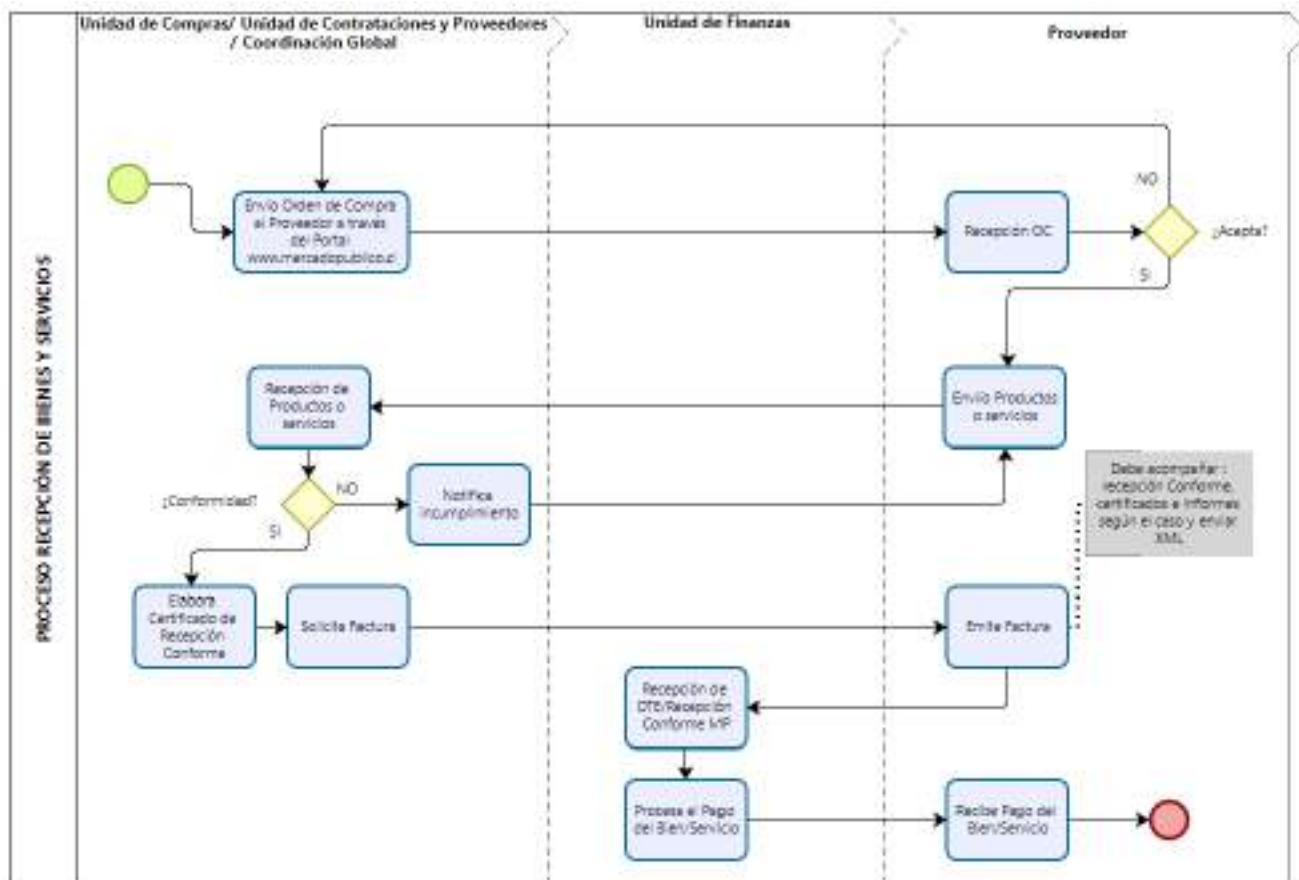 Unidad de Compras/ Unidad de Contrataciones y Proveedores
/ Coordinación Global
Unidad de Finanzas
Proveedor
PROCESO RECEPCIÓN DE BIENES Y SERVICIOS
Envío Orden de Compra
al Proveedor a través
del Portal
www.mercadopublico.cl
Recepción OC
NO
¿Acepta?
SI
Recepción de
Productos o
servicios
Envío Productos
o servicios
¿Conformidad?
NO
Notifica
Incumplimiento
SI
Debe acompañar :
recepción Conforme,
certificados e Informes
según el caso y enviar
XML
Elabora
Certificado de
Recepción
Conforme
Solicita Factura
Emite Factura
Recepción de
DTE/Recepción
Conforme MP
Procesa el Pago
del Bien/Servicio
Recibe Pago del
Bien/Servicio